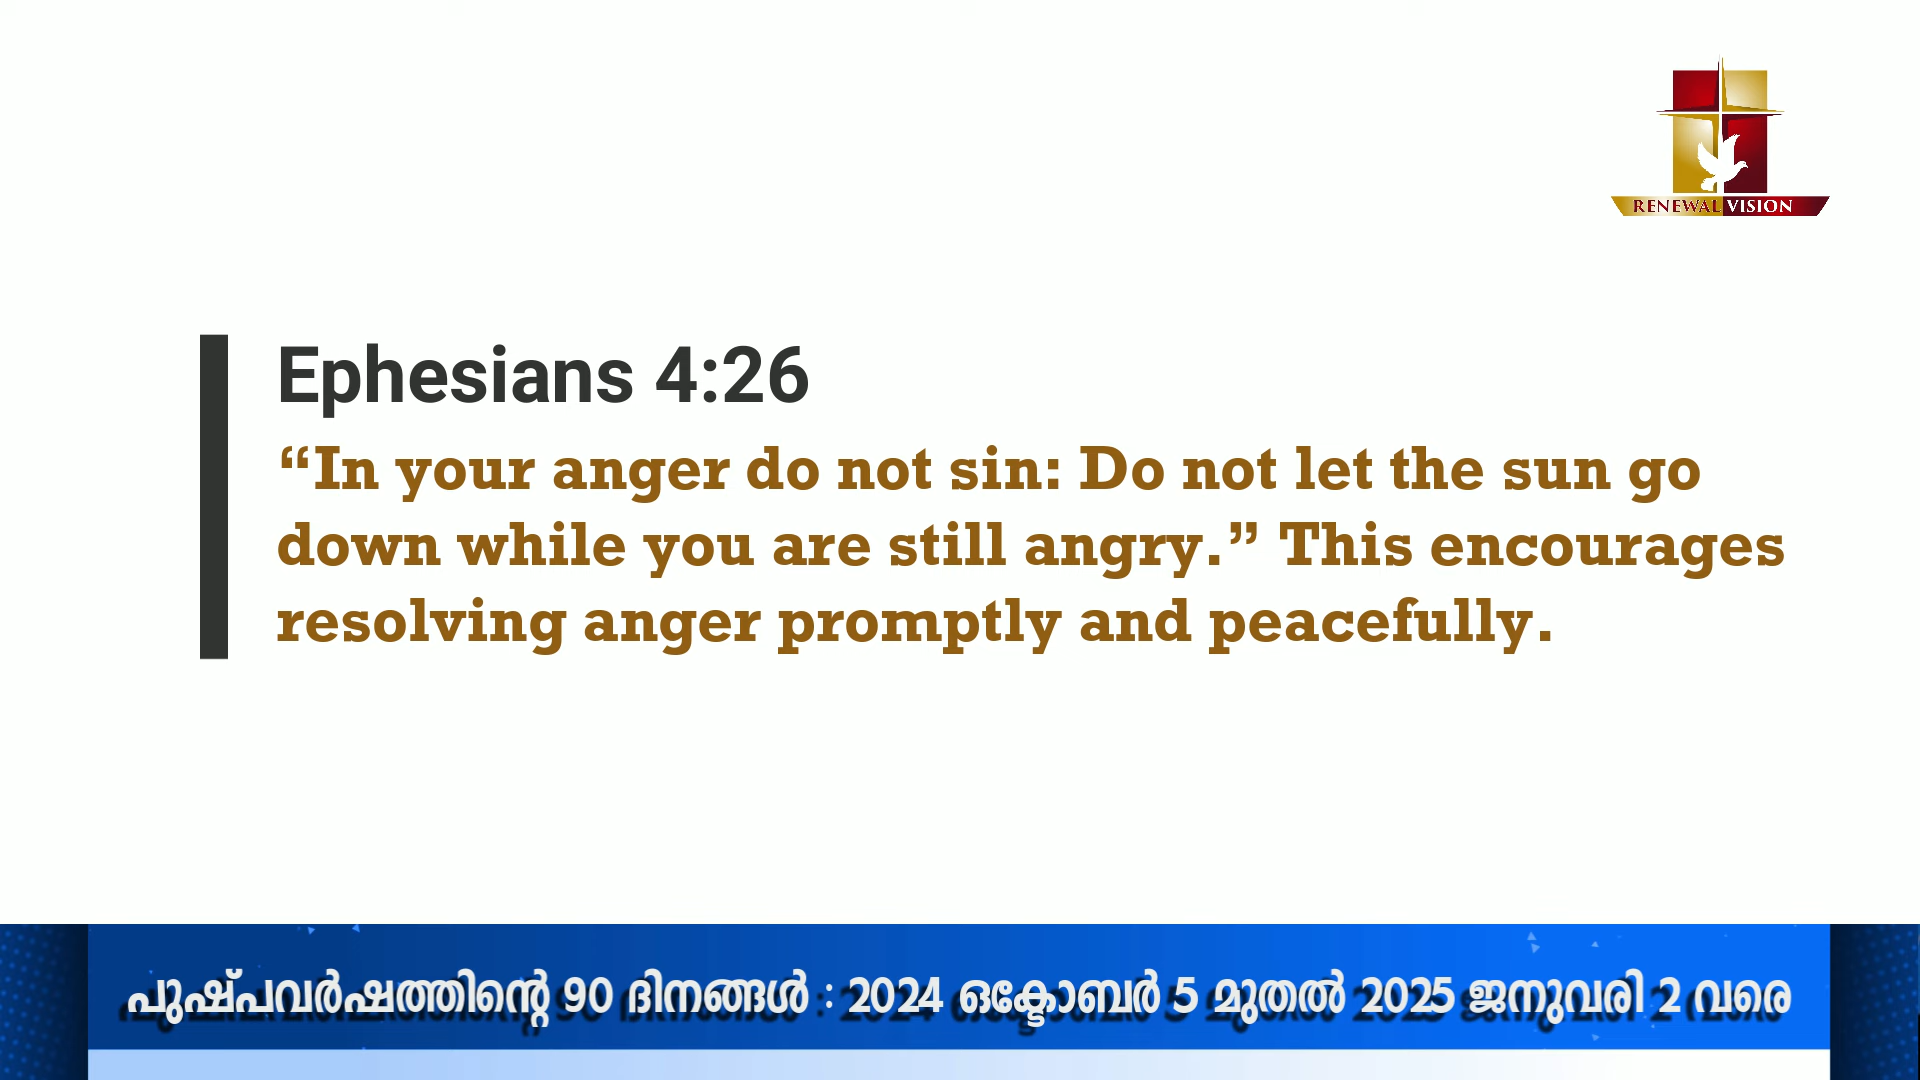 RENEWAL VISION
Ephesians 4:26
“In your anger do not sin: Do not let the sun go
down while you are still angry.” This encourages
resolving anger promptly and peacefully.
പുഷ്പവർഷത്തിന്റെ 90 ദിനങ്ങൾ : 2024 ഒക്ടോബർ 5 മുതൽ 2025 ജനുവരി 2 വരെ